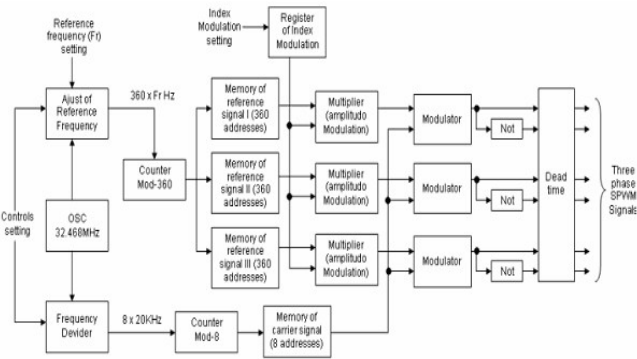 Index
Modulation
setting
Register
of Index
Modulation
Reference
frequency (Fr)
setting
Ajust of
Reference
Frequency
360 x Fr Hz
Counter
Mod-360
Memory of
reference
signal I (360
addresses)
Multiplier
(amplitudo
Modulation)
Modulator
Not
Memory of
reference
signal II (360
addresses)
Multiplier
(amplitudo
Modulation)
Modulator
Not
Memory of
reference
signal III (360
addresses)
Multiplier
(amplitudo
Modulation)
Modulator
Not
Dead
time
Three
phase
SPWM
Signals
Controls
setting
OSC
32.468MHz
Frequency
Devider
8 x 20KHz
Counter
Mod-8
Memory of
carrier signal
(8 addresses)